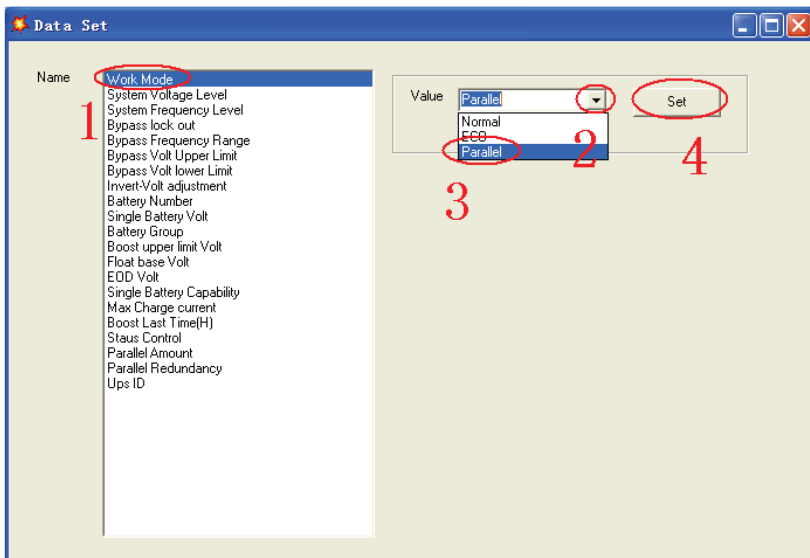 Data Set
Name
Work Mode
System Voltage Level
System Frequency Level
Bypass lock out
Bypass Frequency Range
Bypass Volt Upper Limit
Bypass Volt lower Limit
Invert-Volt adjustment
Battery Number
Single Battery Volt
Battery Group
Boost upper limit Volt
Float base Volt
EOD Volt
Single Battery Capability
Max Charge current
Boost Last Time(H)
Staus Control
Parallel Amount
Parallel Redundancy
Ups ID
1
Value
Parallel
Normal
ECO
Parallel
Set
2
3
4